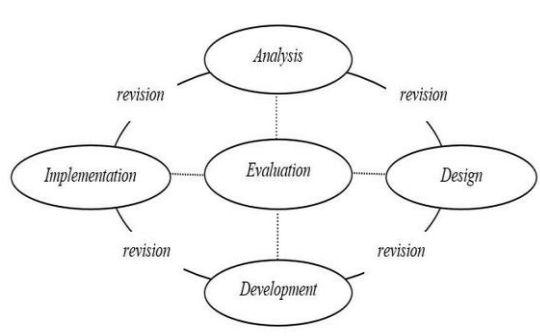 Analysis
revision
revision
Implementation
Evaluation
Design
revision
revision
Development